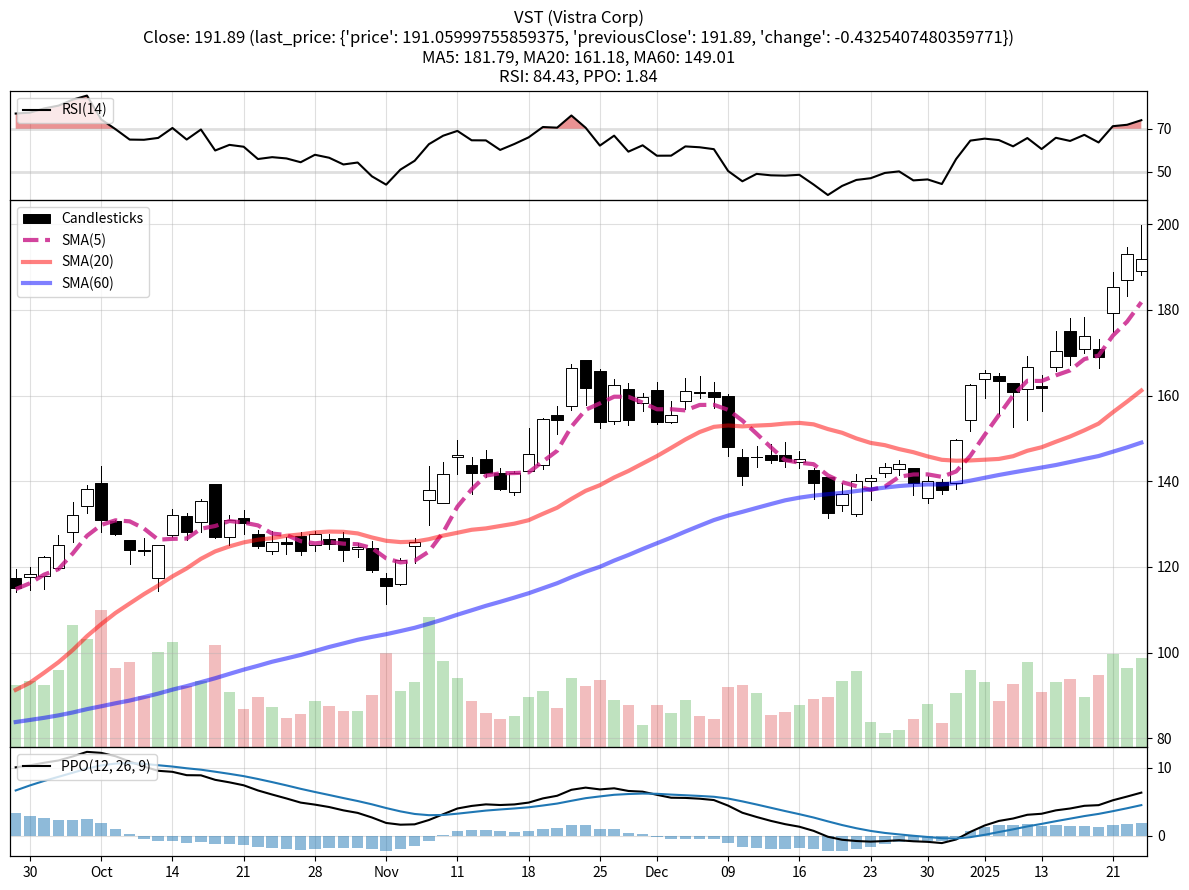 VST (Vistra Corp)
Close: 191.89 (last_price: {'price': 191.05999755859375, 'previousClose': 191.89, 'change': -0.4325407480359771})
MA5: 181.79, MA20: 161.18, MA60: 149.01
RSI: 84.43, PPO: 1.84
RSI(14)
70
50
Candlesticks
SMA(5)
SMA(20)
SMA(60)
200
180
160
140
120
100
80
PPO(12, 26, 9)
10
0
30 Oct 14 21 28 Nov 11 18 25 Dec 09 16 23 30 2025 13 21